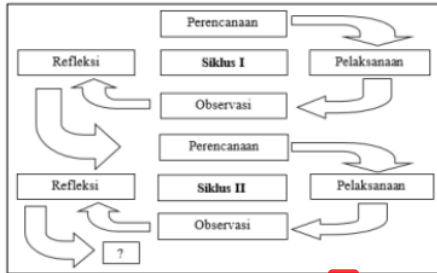 Perencanaan
Refleksi
Siklus I
Pelaksanaan
Observasi
Perencanaan
Refleksi
Siklus II
Pelaksanaan
Observasi
?